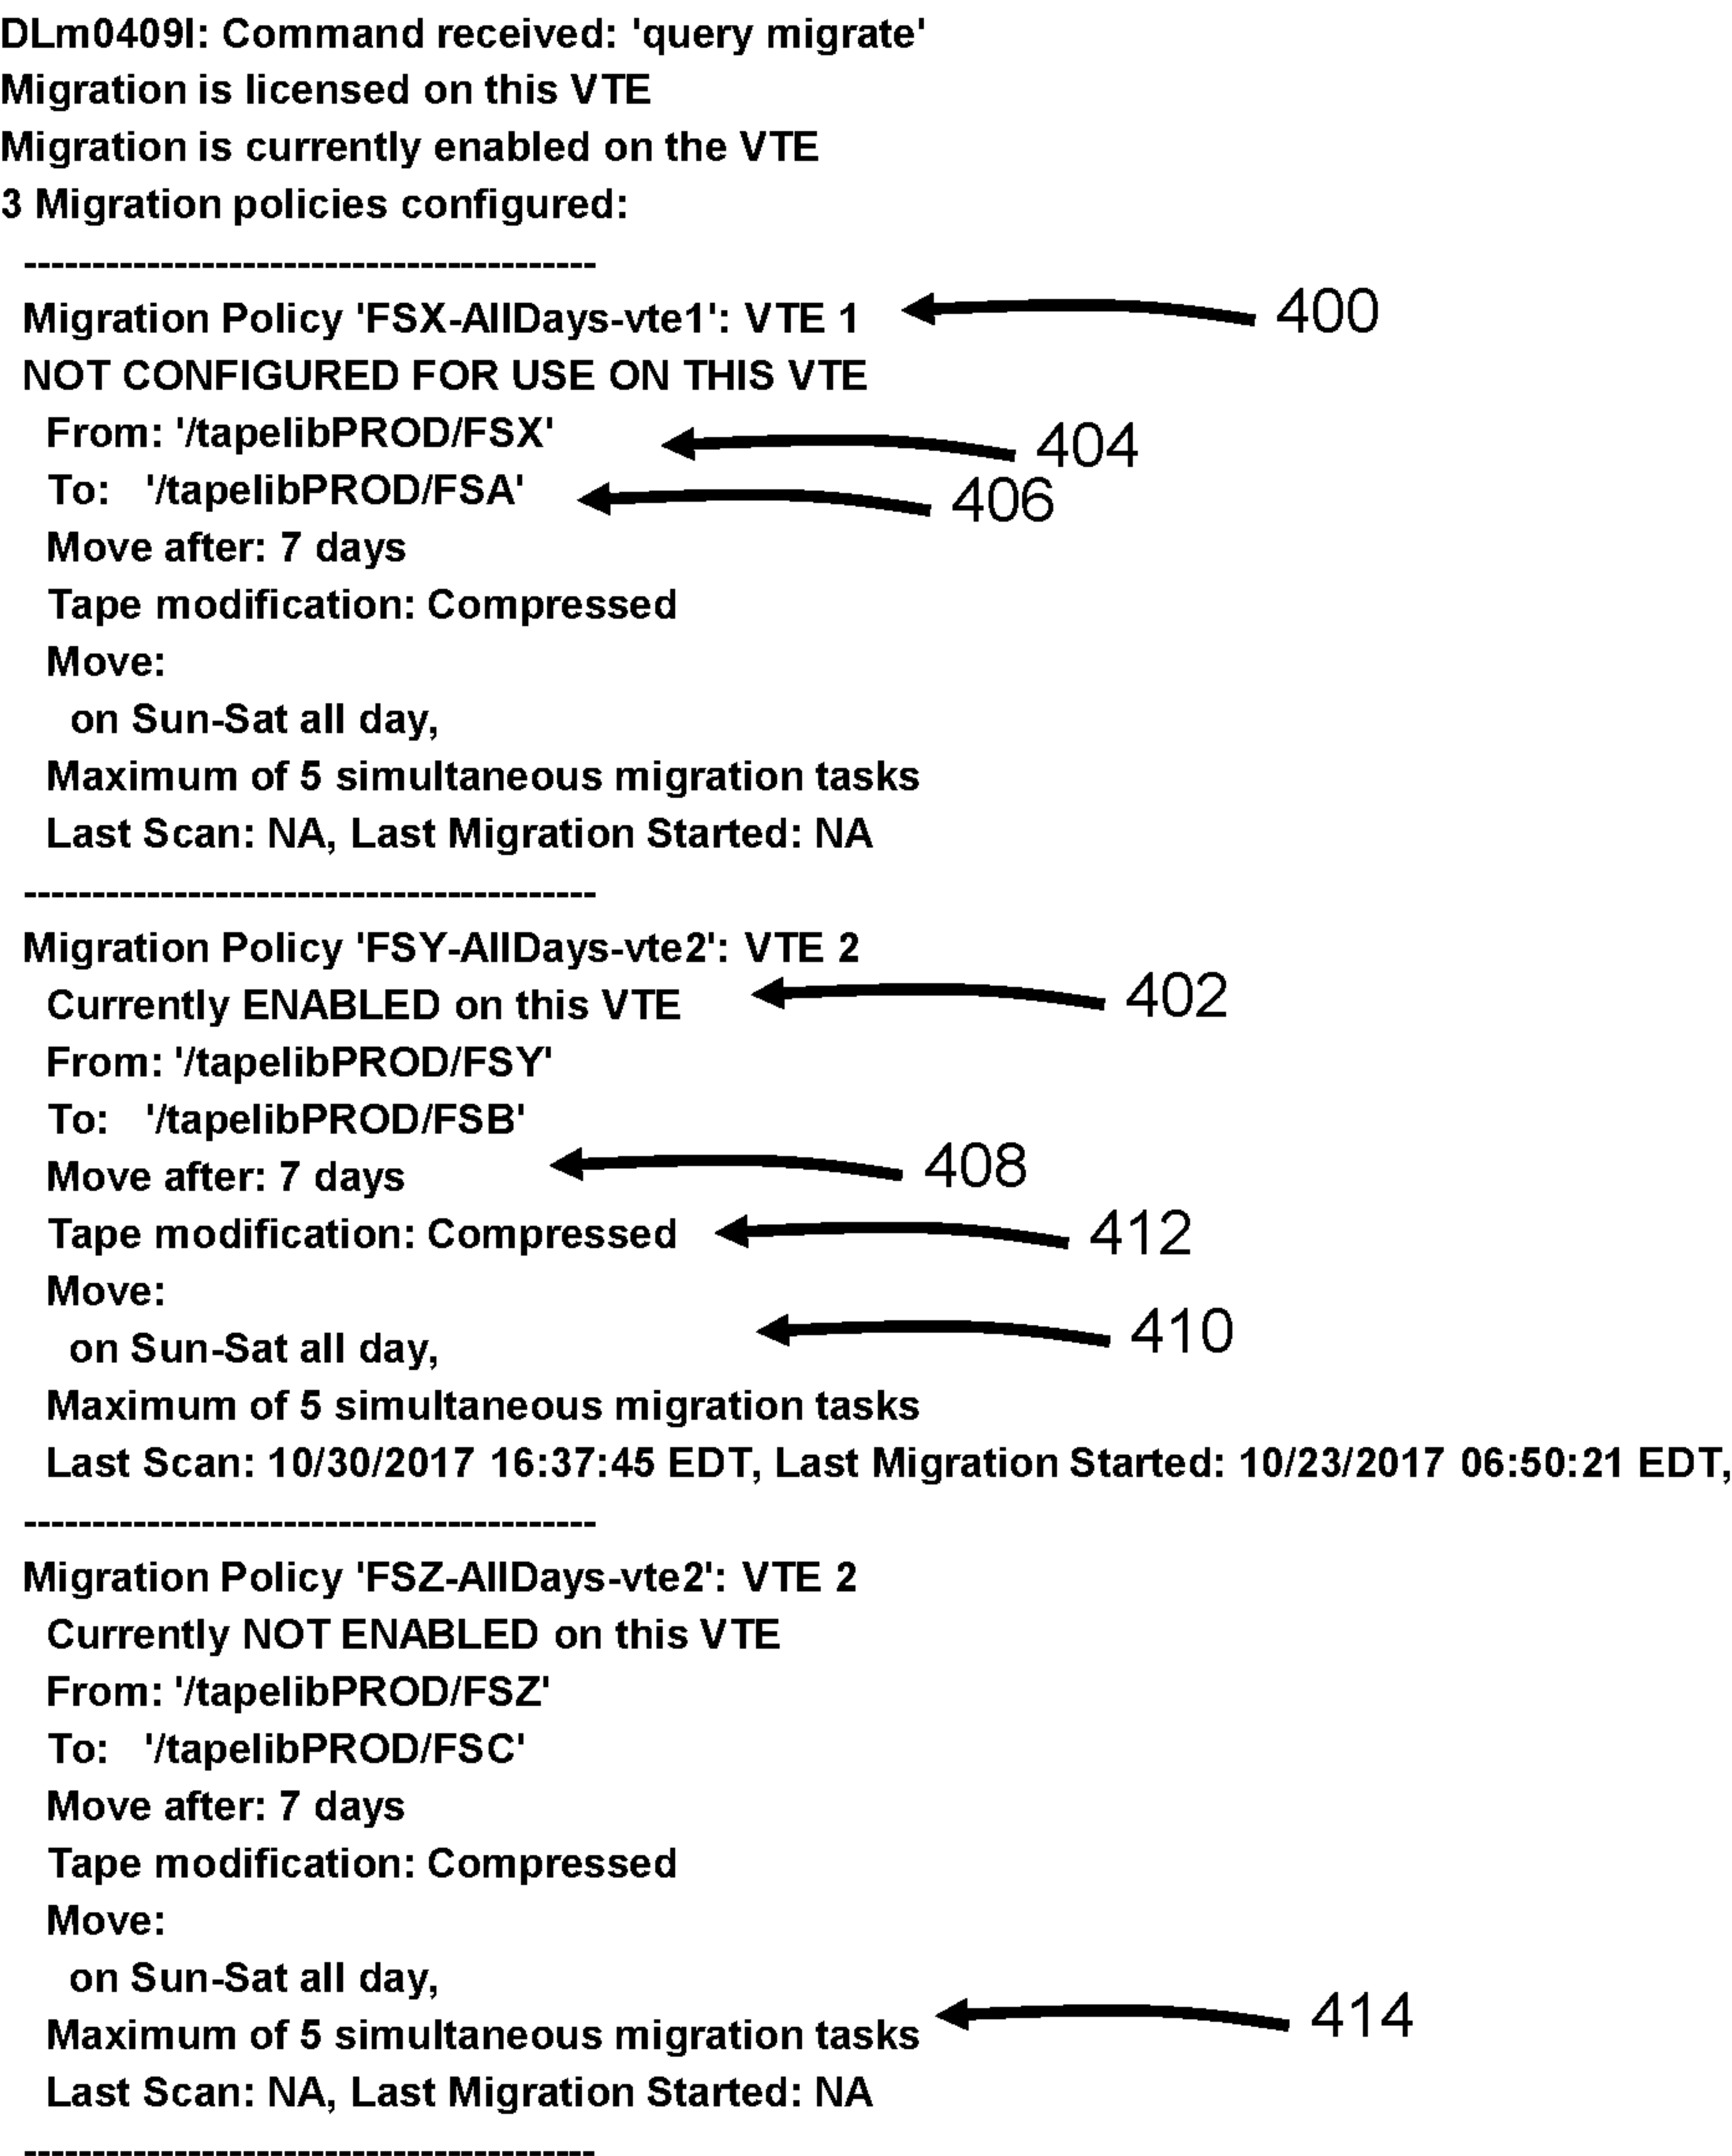 DLm0409I: Command received: 'query migrate'
Migration is licensed on this VTE
Migration is currently enabled on the VTE
3 Migration policies configured:
------------------------------------------
Migration Policy 'FSX-AllDays-vte1': VTE 1 400
NOT CONFIGURED FOR USE ON THIS VTE
From: '/tapelibPROD/FSX' 404
To: '/tapelibPROD/FSA' 406
Move after: 7 days
Tape modification: Compressed
Move:
on Sun-Sat all day,
Maximum of 5 simultaneous migration tasks
Last Scan: NA, Last Migration Started: NA
------------------------------------------
Migration Policy 'FSY-AllDays-vte2': VTE 2
Currently ENABLED on this VTE 402
From: '/tapelibPROD/FSY'
To: '/tapelibPROD/FSB'
Move after: 7 days 408
Tape modification: Compressed 412
Move:
on Sun-Sat all day, 410
Maximum of 5 simultaneous migration tasks
Last Scan: 10/30/2017 16:37:45 EDT, Last Migration Started: 10/23/2017 06:50:21 EDT,
------------------------------------------
Migration Policy 'FSZ-AllDays-vte2': VTE 2
Currently NOT ENABLED on this VTE
From: '/tapelibPROD/FSZ'
To: '/tapelibPROD/FSC'
Move after: 7 days
Tape modification: Compressed
Move:
on Sun-Sat all day,
Maximum of 5 simultaneous migration tasks 414
Last Scan: NA, Last Migration Started: NA
------------------------------------------